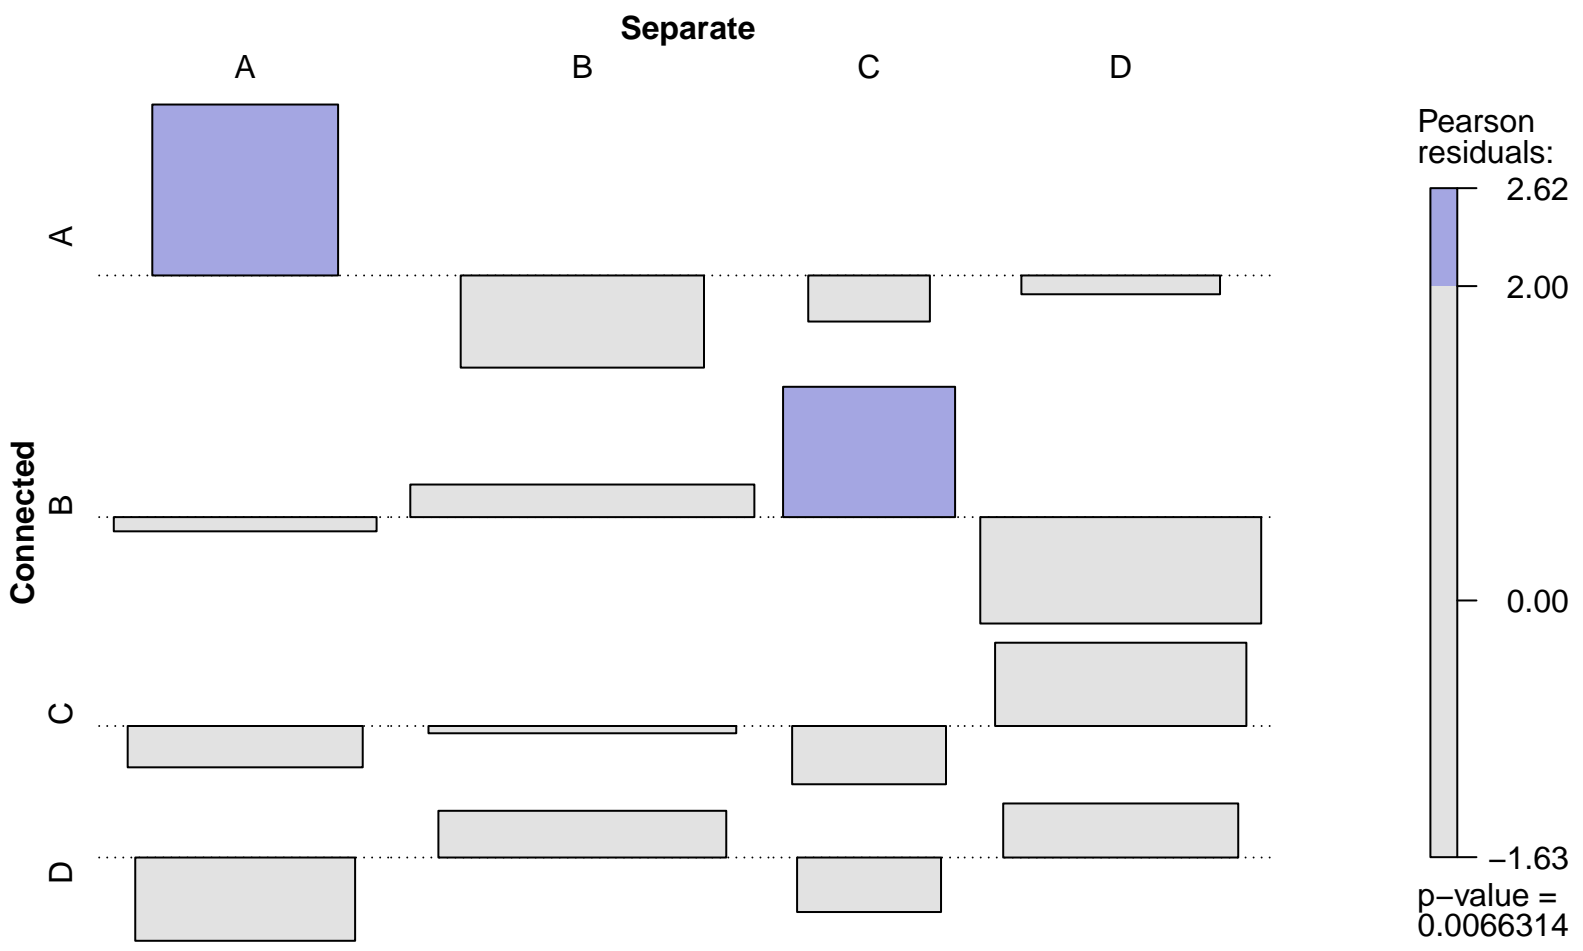 Separate
A B C D
Connected
A
B
C
D
Pearson
residuals:
2.62
2.00
0.00
−1.63
p−value =
0.0066314